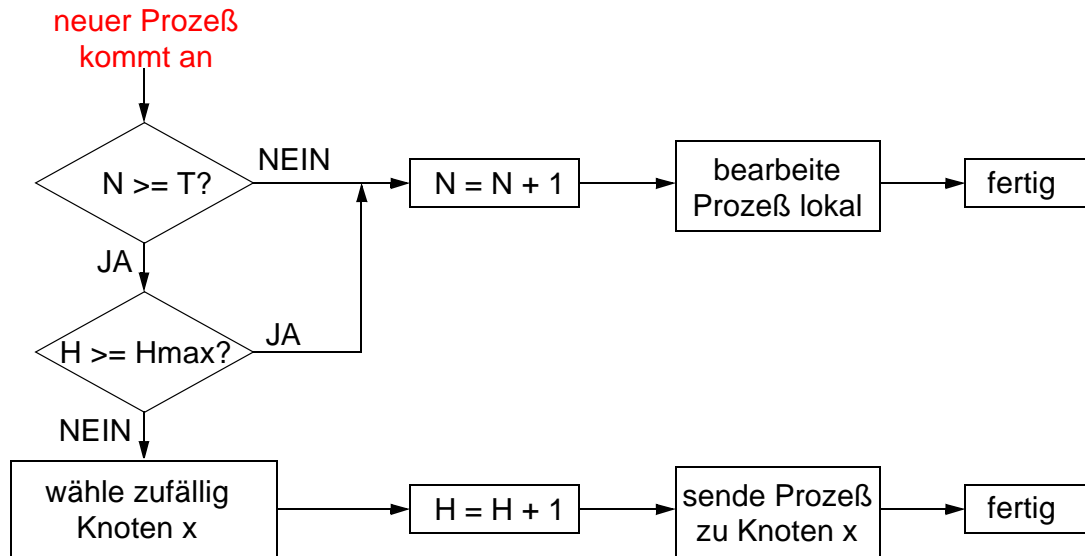 neuer Prozeß
kommt an
N >= T?
NEIN
N = N + 1
bearbeite
Prozeß lokal
fertig
JA
H >= Hmax?
JA
NEIN
wähle zufällig
Knoten x
H = H + 1
sende Prozeß
zu Knoten x
fertig